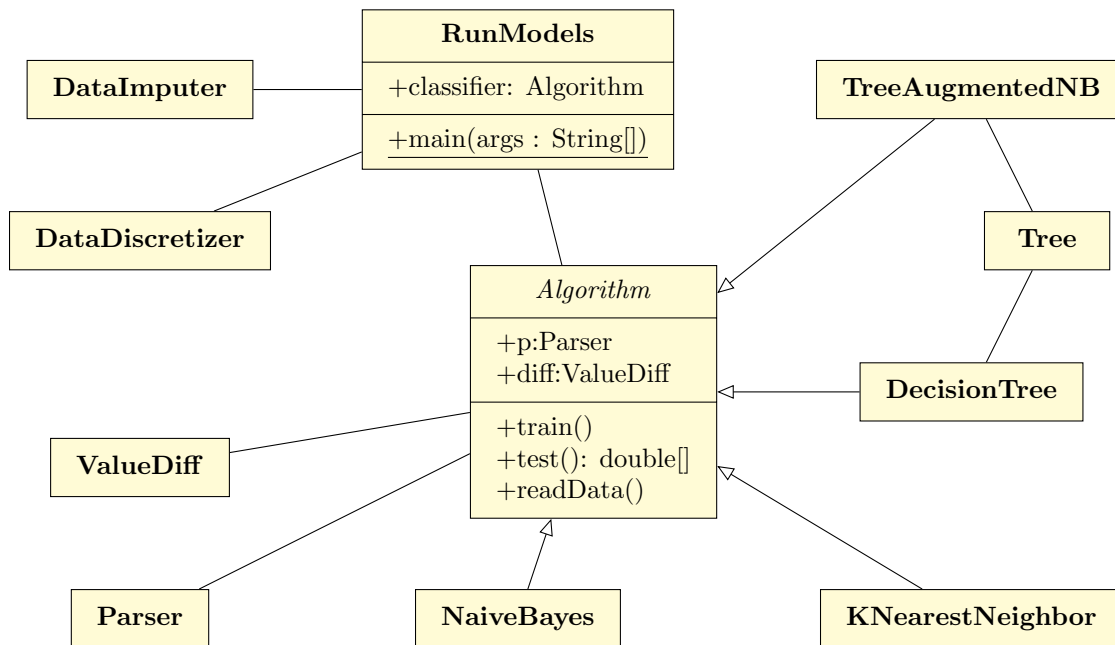 RunModels
+classifier: Algorithm
+main(args : String[])
DataImputer
TreeAugmentedNB
DataDiscretizer
Tree
Algorithm
+p:Parser
+diff:ValueDiff
+train()
+test(): double[]
+readData()
DecisionTree
ValueDiff
Parser
NaiveBayes
KNearestNeighbor